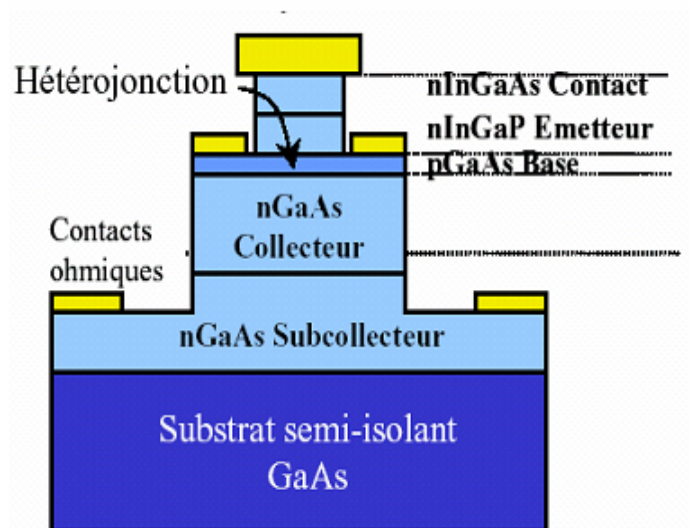 Hétérojonction
nInGaAs Contact
nInGaP Emetteur
pGaAs Base
nGaAs
Collecteur
Contacts
ohmiques
nGaAs Subcollecteur
Substrat semi-isolant
GaAs